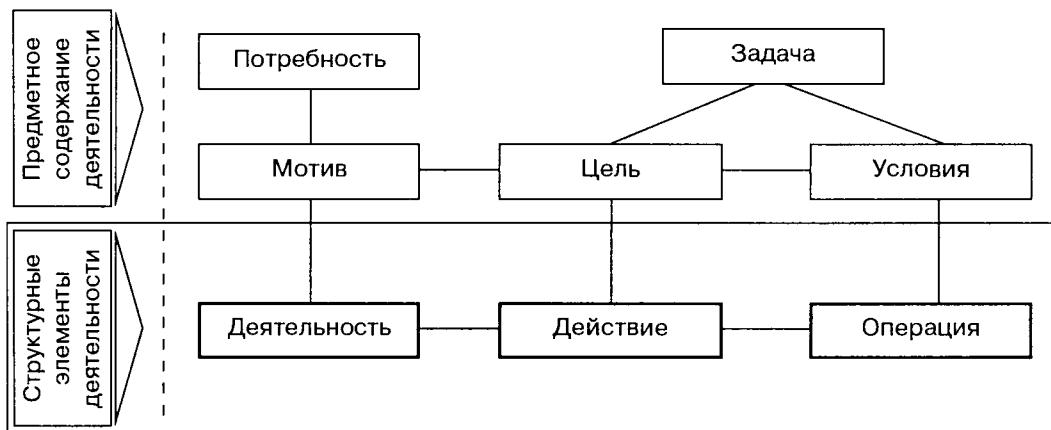 Предметное
содержание
деятельности
Потребность
Задача
Мотив
Цель
Условия
Структурные
элементы
деятельности
Деятельность
Действие
Операция